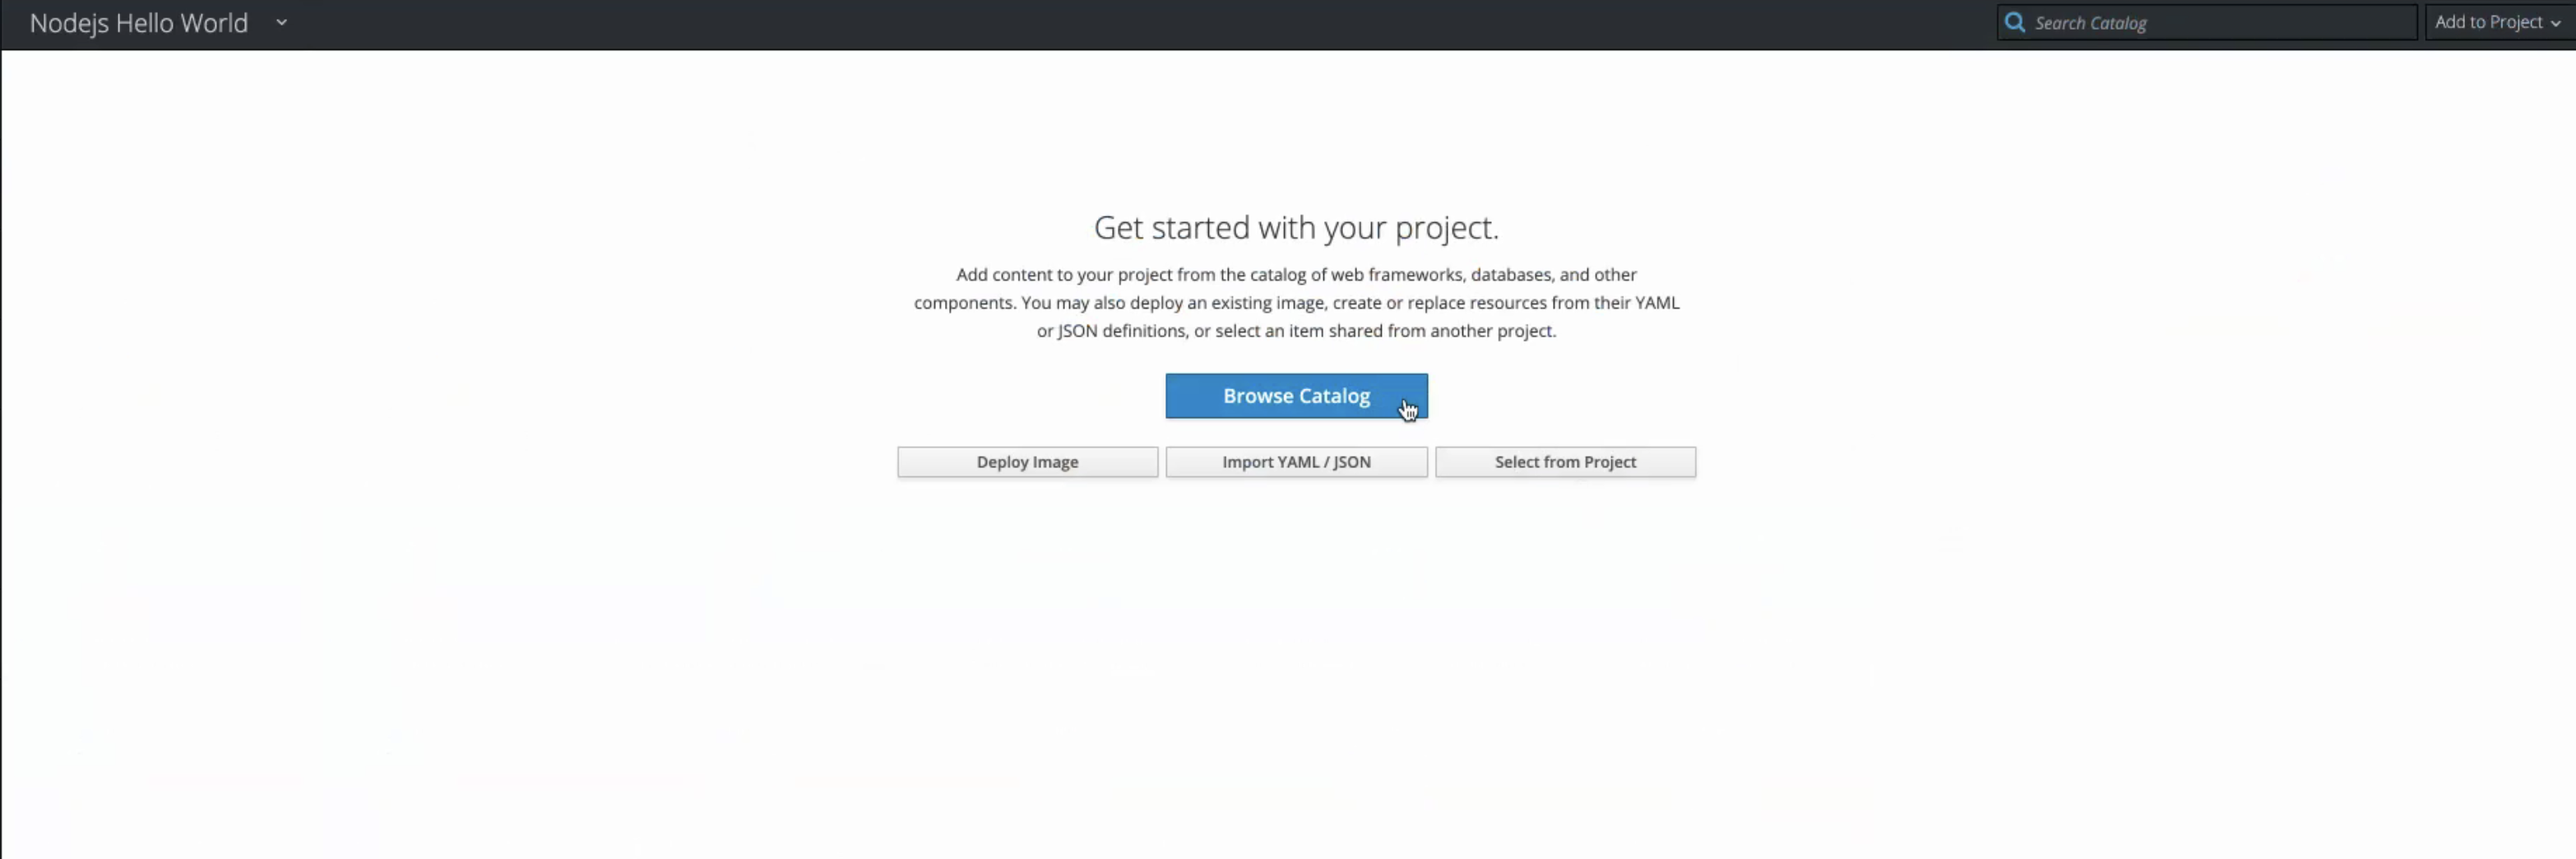 Nodejs Hello World
Search Catalog
Add to Project
Get started with your project.
Add content to your project from the catalog of web frameworks, databases, and other
components. You may also deploy an existing image, create or replace resources from their YAML
or JSON definitions, or select an item shared from another project.
Browse Catalog
Deploy Image
Import YAML / JSON
Select from Project